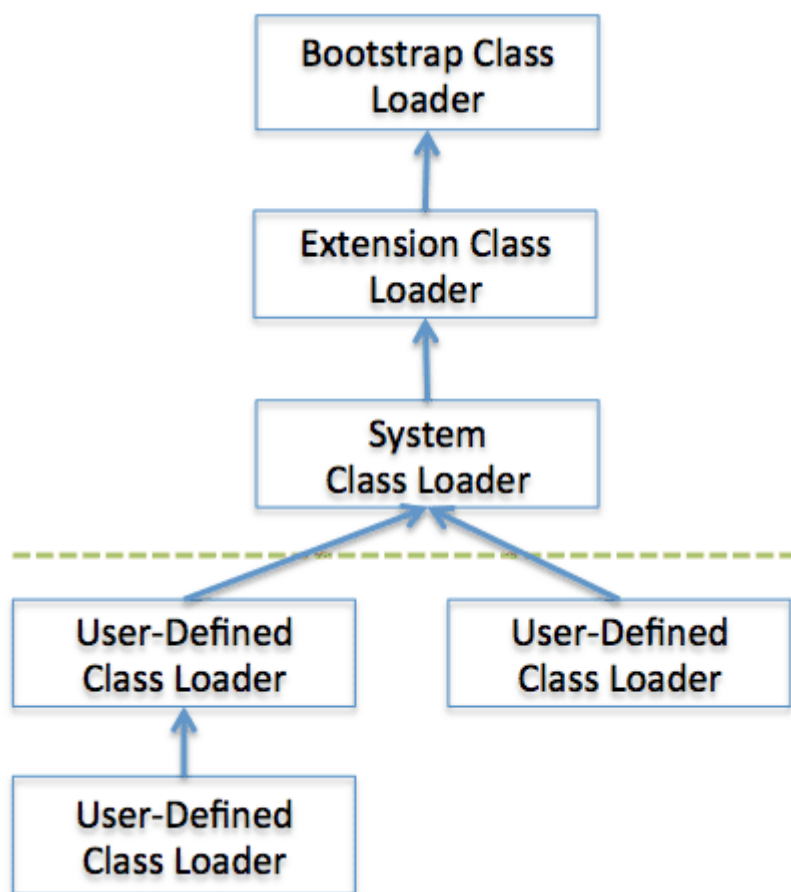 Bootstrap Class
Loader
Extension Class
Loader
System
Class Loader
User-Defined
Class Loader
User-Defined
Class Loader
User-Defined
Class Loader